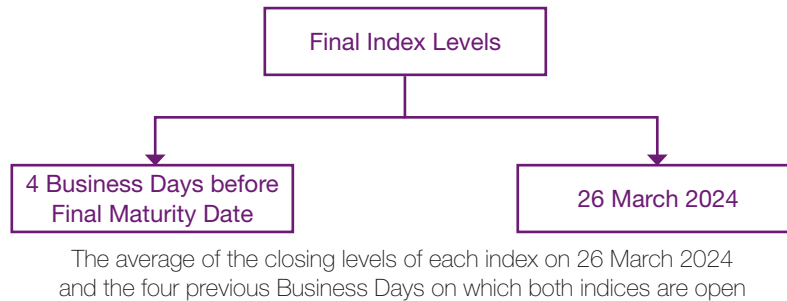 Final Index Levels
4 Business Days before
Final Maturity Date
26 March 2024
The average of the closing levels of each index on 26 March 2024
and the four previous Business Days on which both indices are open